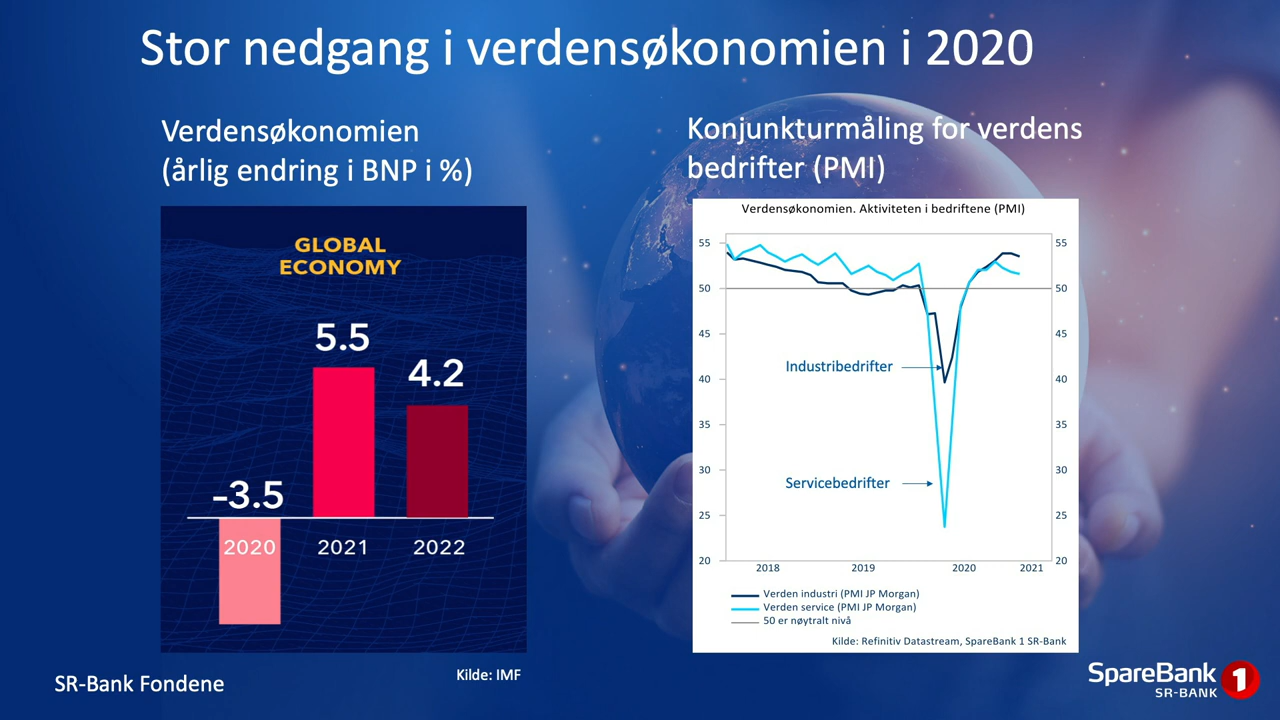 Stor nedgang i verdensøkonomien i 2020
Verdensøkonomien
(årlig endring i BNP i %)
GLOBAL
ECONOMY
5.5
4.2
-3.5
2020
2021
2022
Kilde: IMF
Konjunkturmåling for verdens
bedrifter (PMI)
Verdensøkonomien. Aktiviteten i bedriftene (PMI)
55 55
50 50
45 45
40 40
35 35
30 30
25 25
20 20
Industribedrifter
Servicebedrifter
2018 2019 2020 2021
Verden industri (PMI JP Morgan)
Verden service (PMI JP Morgan)
50 er nøytralt nivå
Kilde: Refinitiv Datastream, SpareBank 1 SR-Bank
SR-Bank Fondene
SpareBank 1
SR-BANK